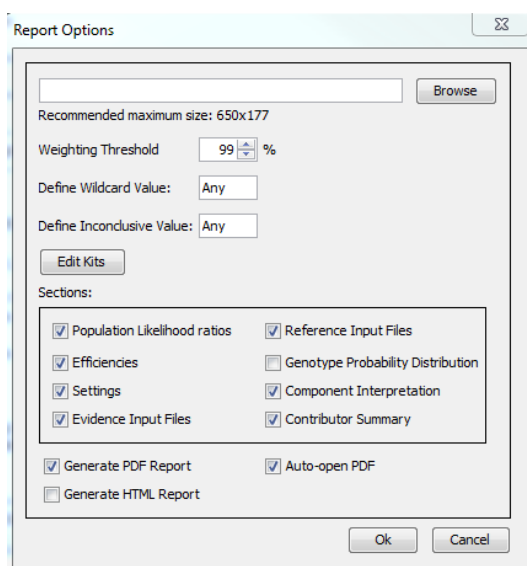 Report Options
Browse
Recommended maximum size: 650x177
Weighting Threshold 99 %
Define Wildcard Value: Any
Define Inconclusive Value: Any
Edit Kits
Sections:
Population Likelihood ratios Reference Input Files
Efficiencies Genotype Probability Distribution
Settings Component Interpretation
Evidence Input Files Contributor Summary
Generate PDF Report Auto-open PDF
Generate HTML Report
Ok Cancel